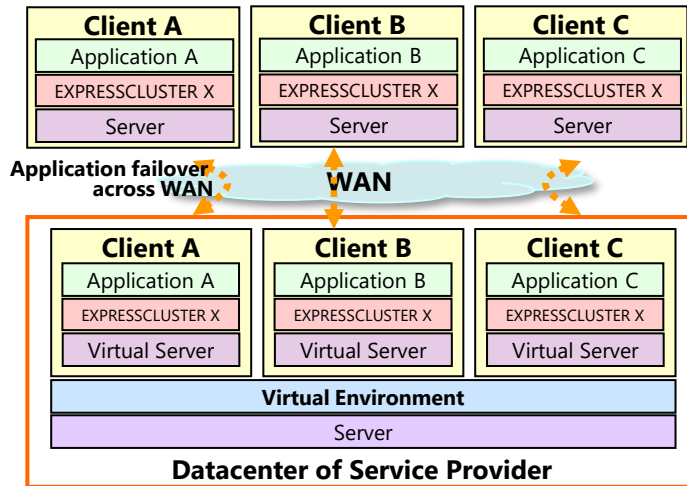 Client A
Application A
EXPRESSCLUSTER X
Server
Client B
Application B
EXPRESSCLUSTER X
Server
Client C
Application C
EXPRESSCLUSTER X
Server
Application failover
across WAN
WAN
Client A
Application A
EXPRESSCLUSTER X
Virtual Server
Client B
Application B
EXPRESSCLUSTER X
Virtual Server
Client C
Application C
EXPRESSCLUSTER X
Virtual Server
Virtual Environment
Server
Datacenter of Service Provider